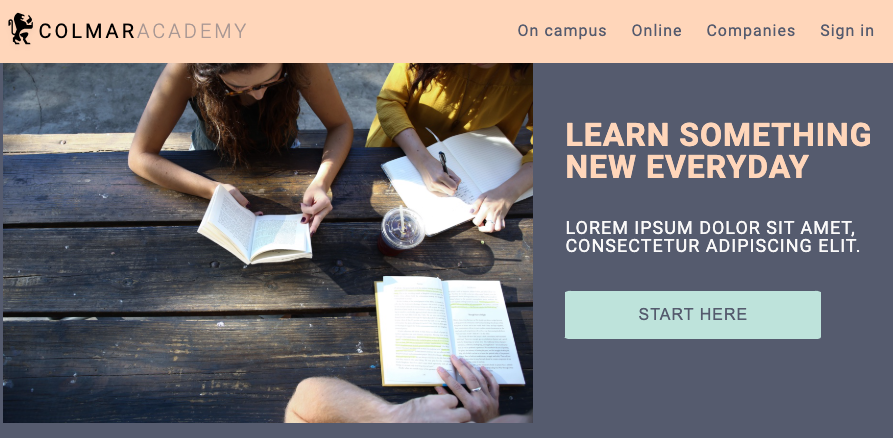 COLMARACADEMY
On campus Online Companies Sign in
LEARN SOMETHING
NEW EVERYDAY
LOREM IPSUM DOLOR SIT AMET,
CONSECTETUR ADIPISCING ELIT.
START HERE